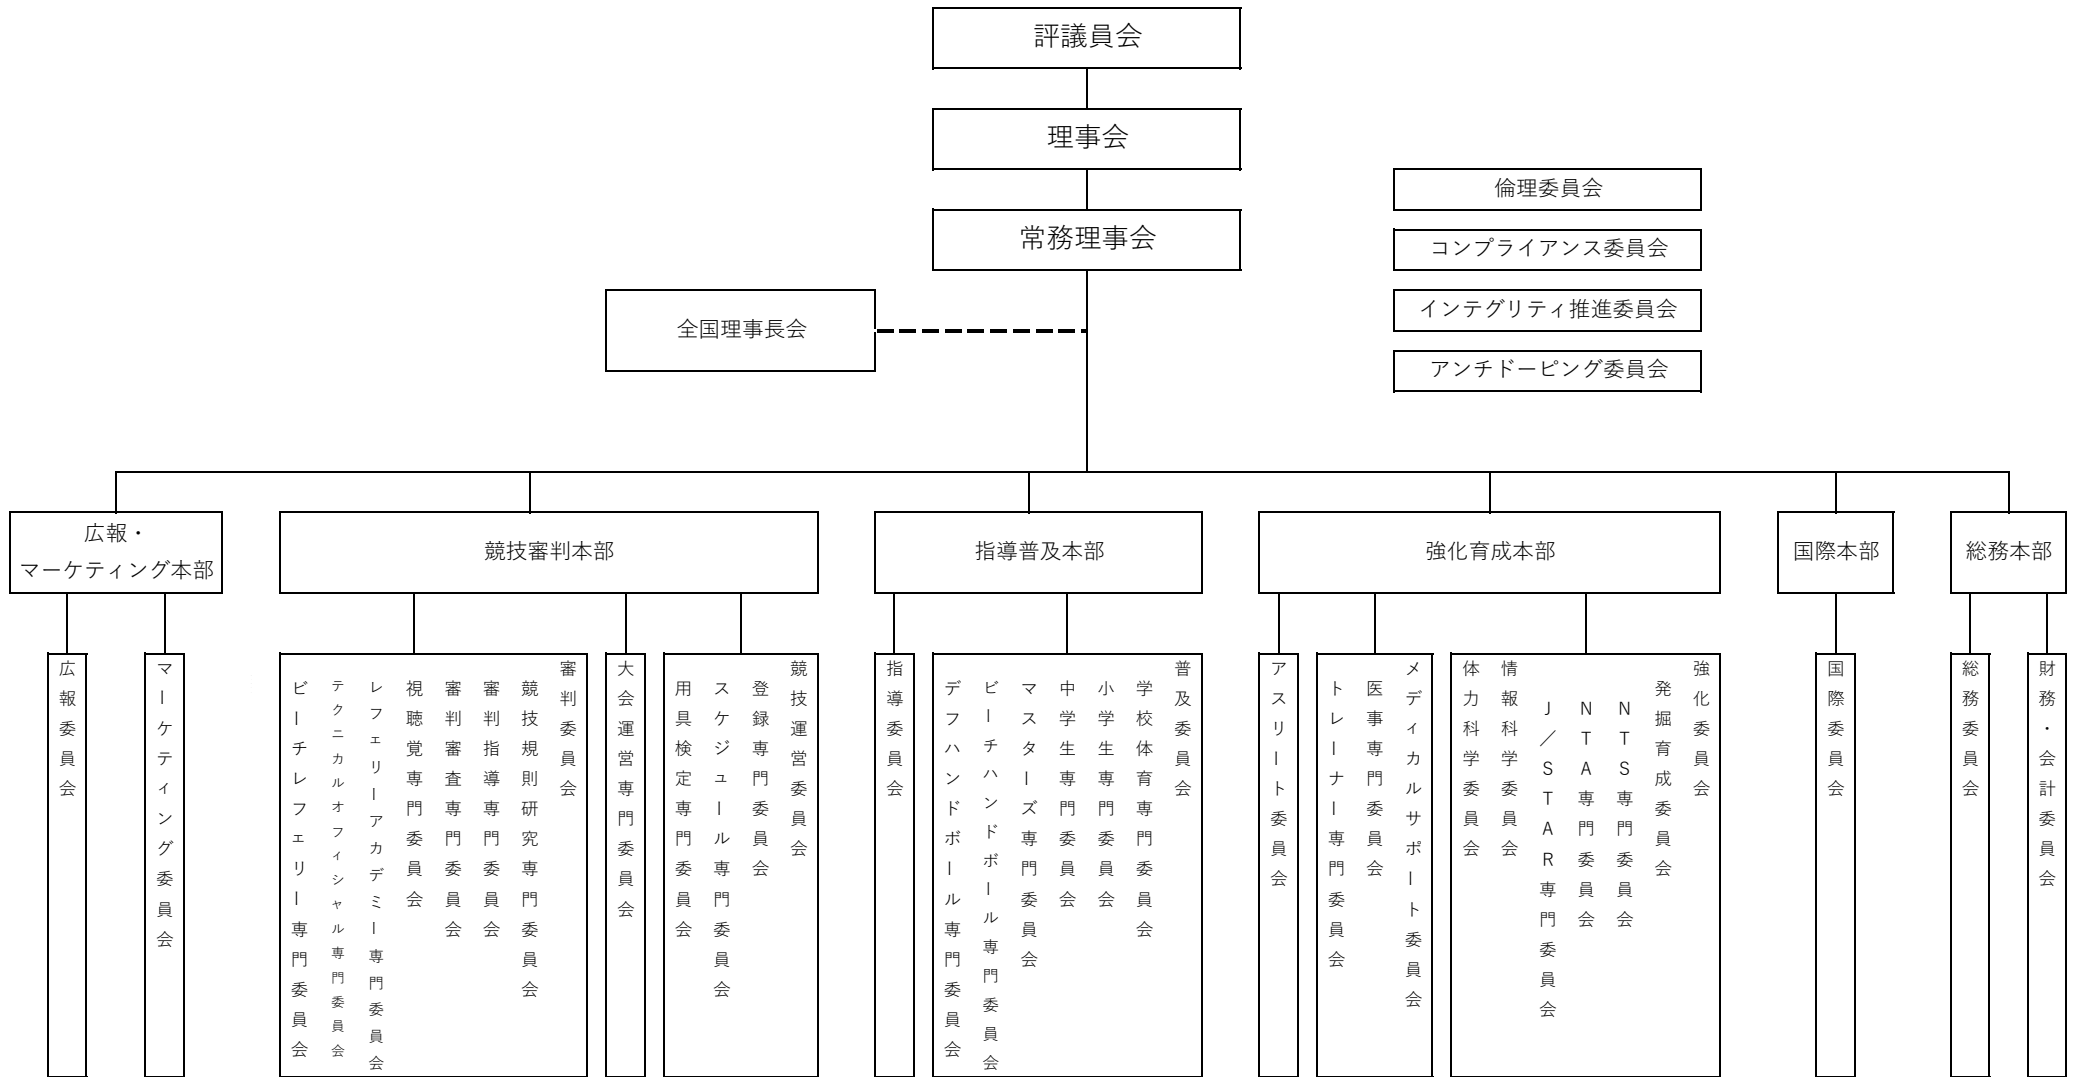 評議員会
理事会
常務理事会
全国理事長会
倫理委員会
コンプライアンス委員会
インテグリティ推進委員会
アンチドーピング委員会
広報・
マーケティング本部
競技審判本部
指導普及本部
強化育成本部
国際本部
総務本部
財務・会計委員会
総務委員会
国際委員会
強化委員会
発掘育成委員会
NTS専門委員会
NTA専門委員会
J/STAR専門委員会
情報科学委員会
体力科学委員会
メディカルサポート委員会
医事専門委員会
トレーナー専門委員会
アスリート委員会
普及委員会
学校体育専門委員会
小学生専門委員会
中学生専門委員会
マスターズ専門委員会
ビーチハンドボール専門委員会
デフハンドボール専門委員会
指導委員会
競技運営委員会
登録専門委員会
スケジュール専門委員会
用具検定専門委員会
大会運営専門委員会
審判委員会
競技規則研究専門委員会
審判指導専門委員会
審判審査専門委員会
視聴覚専門委員会
レフェリーアカデミー専門委員会
テクニカルオフィシャル専門委員会
ビーチレフェリー専門委員会
マーケティング委員会
広報委員会